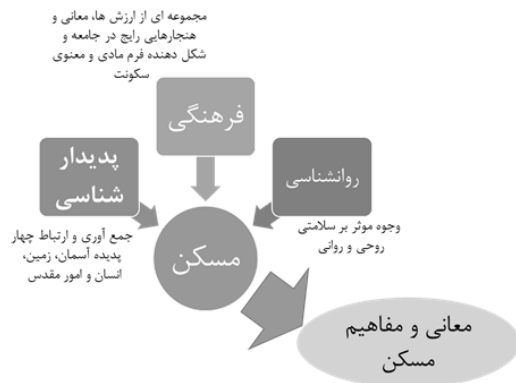 مجموعه ای از ارزش ها، معانی و
هنجارهایی رایج در جامعه و
شکل دهنده فرم مادی و معنوی
سکونت
فرهنگی
روانشناسی
وجوه موثر بر سلامتی
روحی و روانی
پدیدار
شناسی
جمع آوری و ارتباط چهار
پدیده آسمان، زمین،
انسان و امور مقدس
مسکن
معانی و مفاهیم
مسکن